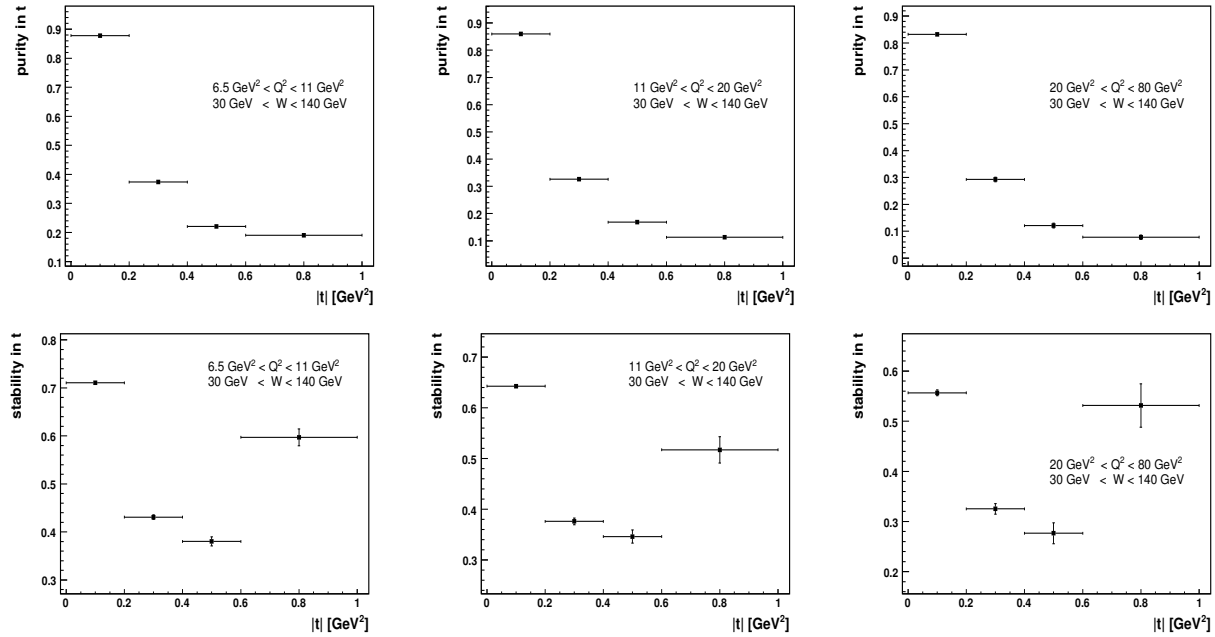 purity in t
0.9
0.8
0.7
0.6
0.5
0.4
0.3
0.2
0.1
6.5 GeV² < Q² < 11 GeV²
30 GeV < W < 140 GeV
0 0.2 0.4 0.6 0.8 1
|t| [GeV²]
purity in t
0.9
0.8
0.7
0.6
0.5
0.4
0.3
0.2
0.1
11 GeV² < Q² < 20 GeV²
30 GeV < W < 140 GeV
0 0.2 0.4 0.6 0.8 1
|t| [GeV²]
purity in t
0.9
0.8
0.7
0.6
0.5
0.4
0.3
0.2
0.1
0
20 GeV² < Q² < 80 GeV²
30 GeV < W < 140 GeV
0 0.2 0.4 0.6 0.8 1
|t| [GeV²]
stability in t
0.8
0.7
0.6
0.5
0.4
0.3
6.5 GeV² < Q² < 11 GeV²
30 GeV < W < 140 GeV
0 0.2 0.4 0.6 0.8 1
|t| [GeV²]
stability in t
0.7
0.6
0.5
0.4
0.3
11 GeV² < Q² < 20 GeV²
30 GeV < W < 140 GeV
0 0.2 0.4 0.6 0.8 1
|t| [GeV²]
stability in t
0.6
0.5
0.4
0.3
0.2
20 GeV² < Q² < 80 GeV²
30 GeV < W < 140 GeV
0 0.2 0.4 0.6 0.8 1
|t| [GeV²]